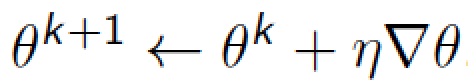 θ^{k+1} ← θ^k + η∇θ